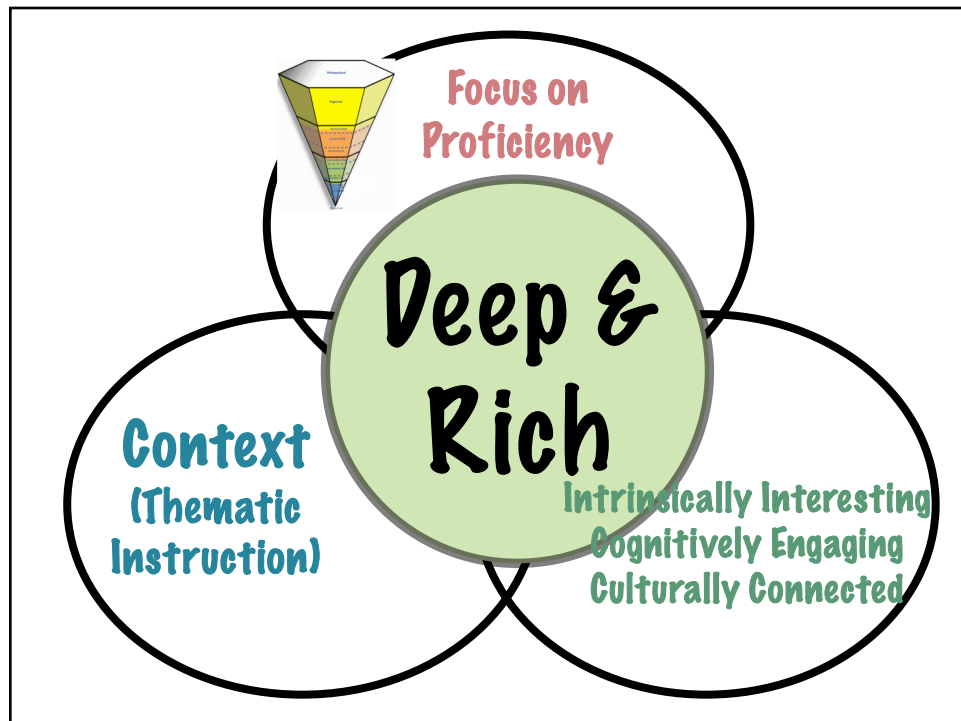 Focus on
Proficiency
Deep &
Rich
Context
(Thematic
Instruction)
Intrinsically Interesting
Cognitively Engaging
Culturally Connected